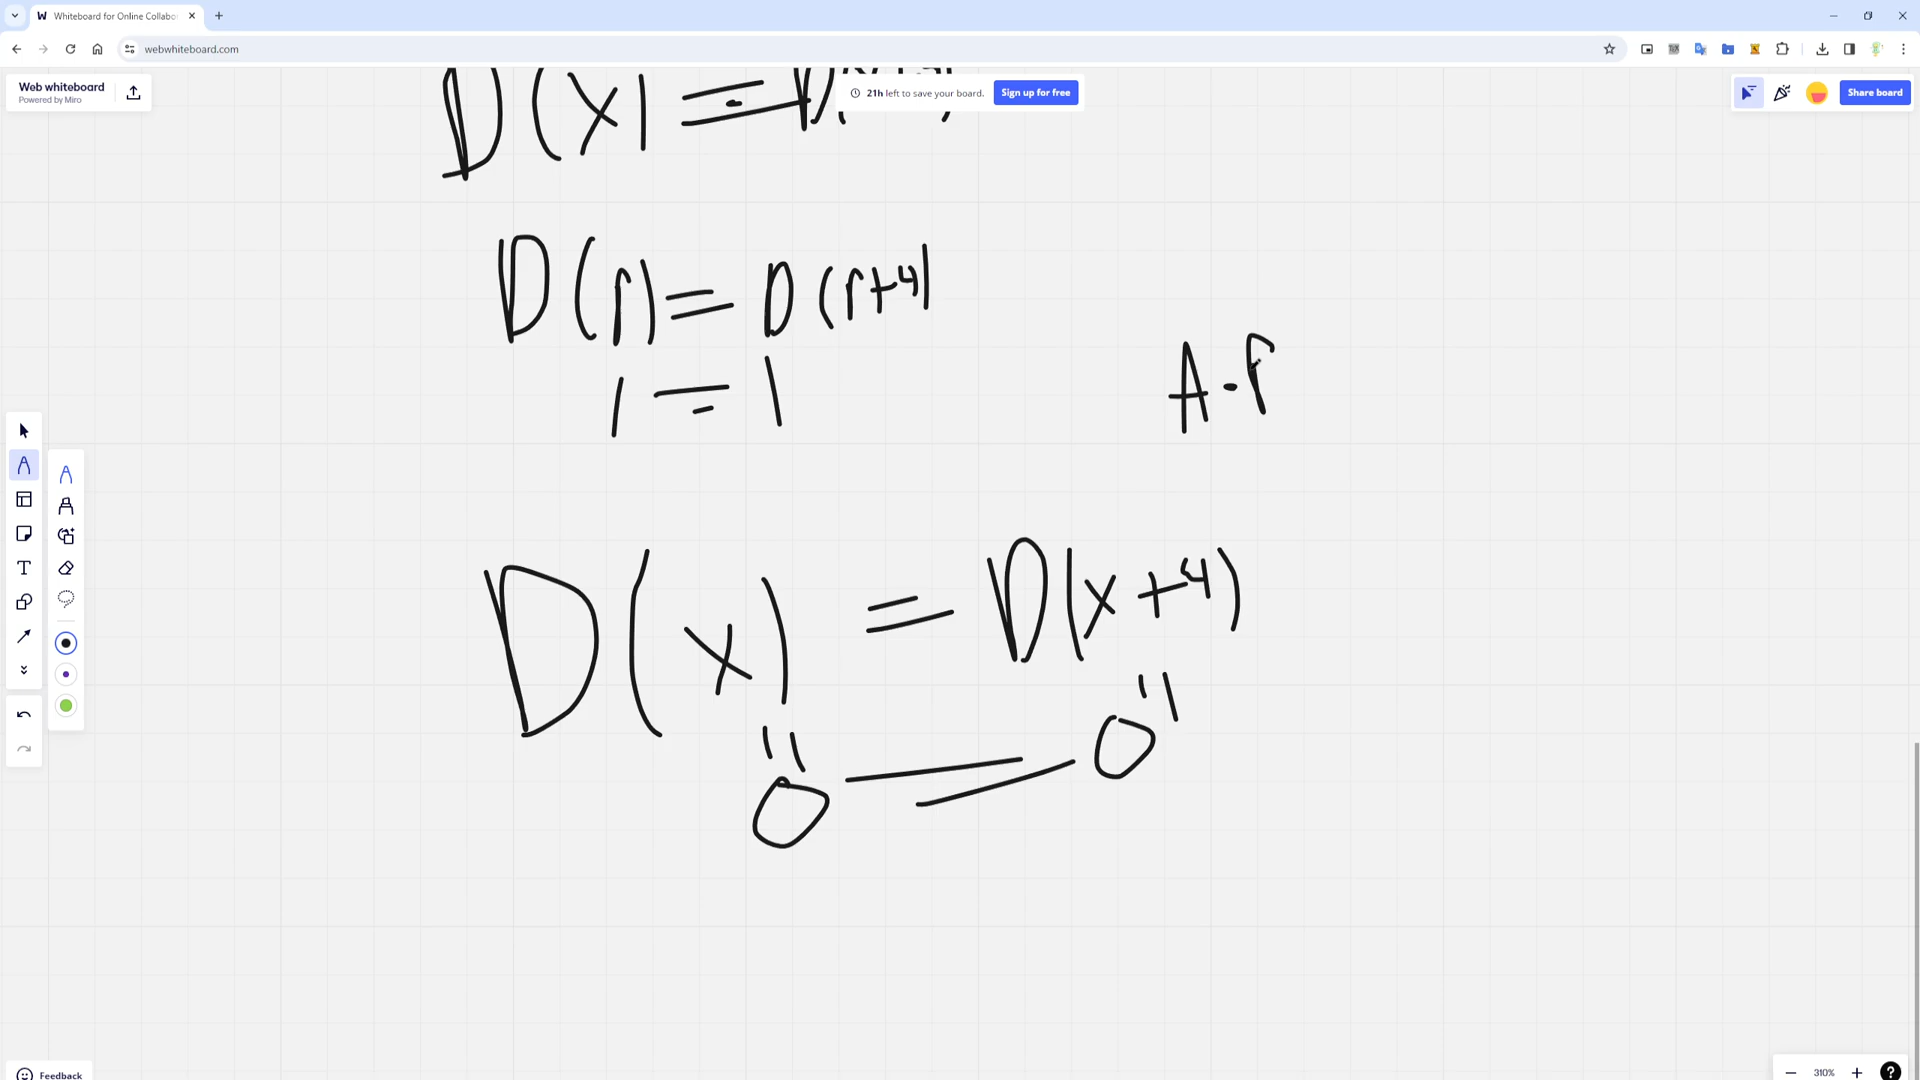 Whiteboard for Online Collabo
webwhiteboard.com
Web whiteboard
Powered by Miro
21h left to save your board.
Sign up for free
Share board
D(x) = D(
D(r) = D(r+4)
1 = 1
A - r
D(x) = D(x+4)
" "
0 = 0
Feedback
310%